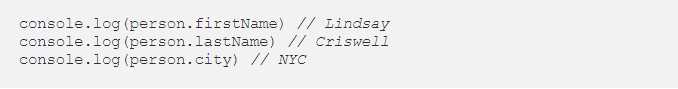 console.log(person.firstName) // Lindsay
console.log(person.lastName) // Criswell
console.log(person.city) // NYC